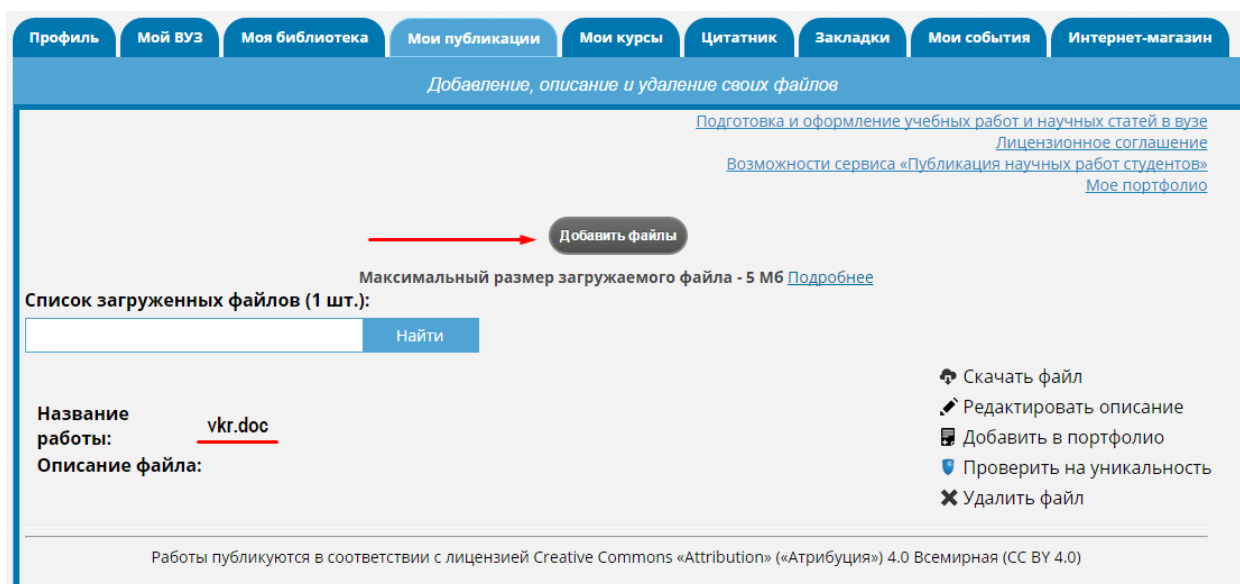 Профиль Мой ВУЗ Моя библиотека Мои публикации Мои курсы Цитатник Закладки Мои события Интернет-магазин
Добавление, описание и удаление своих файлов
Подготовка и оформление учебных работ и научных статей в вузе
Лицензионное соглашение
Возможности сервиса «Публикация научных работ студентов»
Мое портфолио
Добавить файлы
Максимальный размер загружаемого файла - 5 Мб Подробнее
Список загруженных файлов (1 шт.):
Найти
Скачать файл
Редактировать описание
Добавить в портфолио
Проверить на уникальность
Удалить файл
Название
работы:
vkr.doc
Описание файла:
Работы публикуются в соответствии с лицензией Creative Commons «Attribution» («Атрибуция») 4.0 Всемирная (CC BY 4.0)